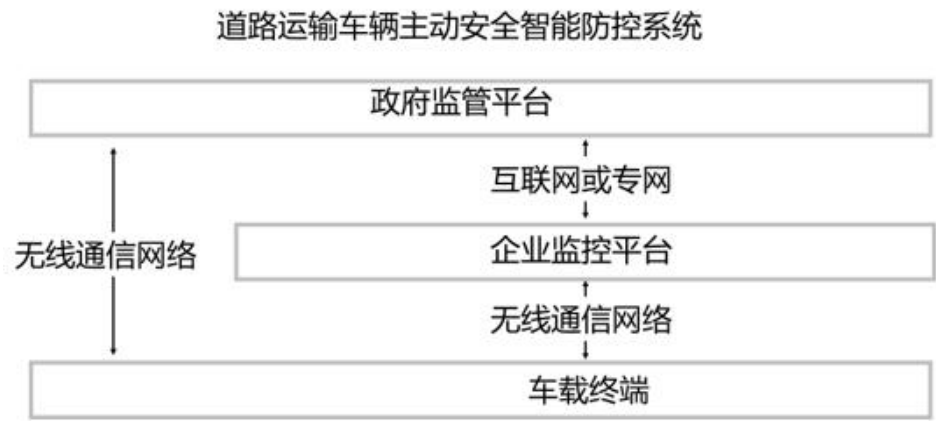 道路运输车辆主动安全智能防控系统
政府监管平台
互联网或专网
企业监控平台
无线通信网络
无线通信网络
车载终端